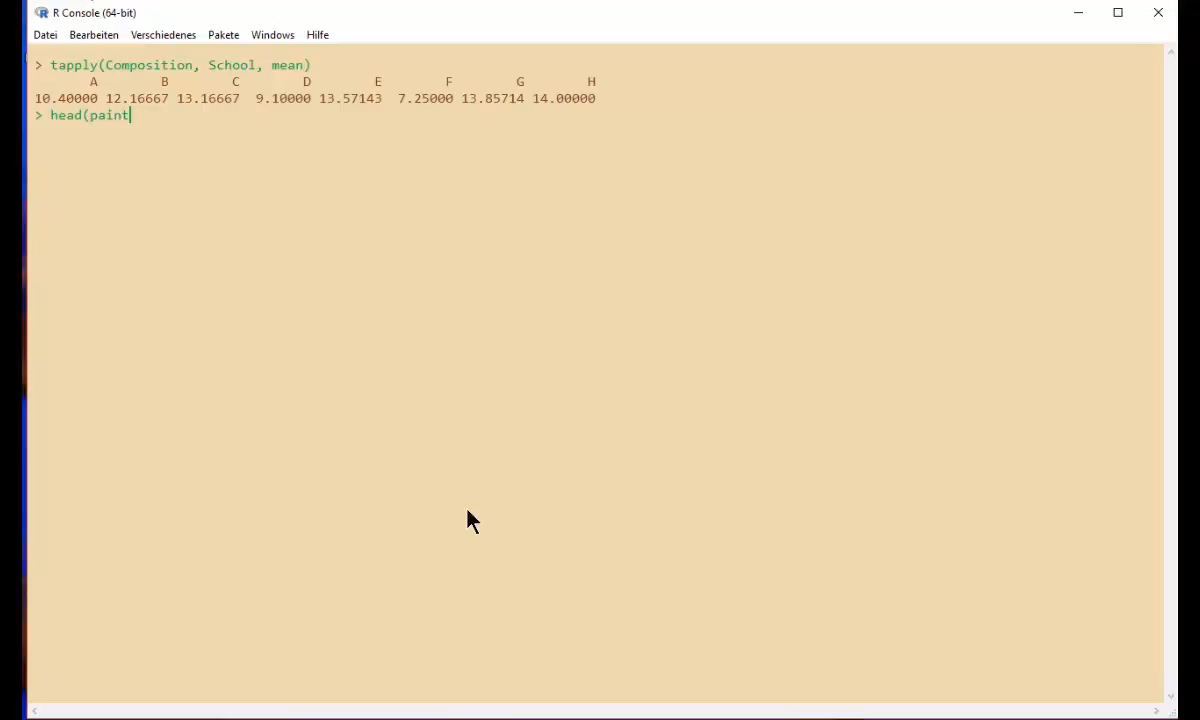 R Console (64-bit)
Datei Bearbeiten Verschiedenes Pakete Windows Hilfe
> tapply(Composition, School, mean)
A B C D E F G H
10.40000 12.16667 13.16667 9.10000 13.57143 7.25000 13.85714 14.00000
> head(paint